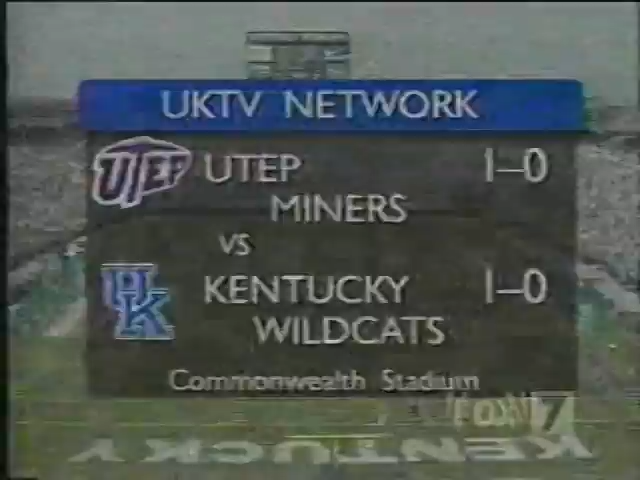 UKTV NETWORK
UTEP UTEP 1-0
MINERS
VS
UK KENTUCKY 1-0
WILDCATS
Commonwealth Stadium
FOX 7
KENTUCKY